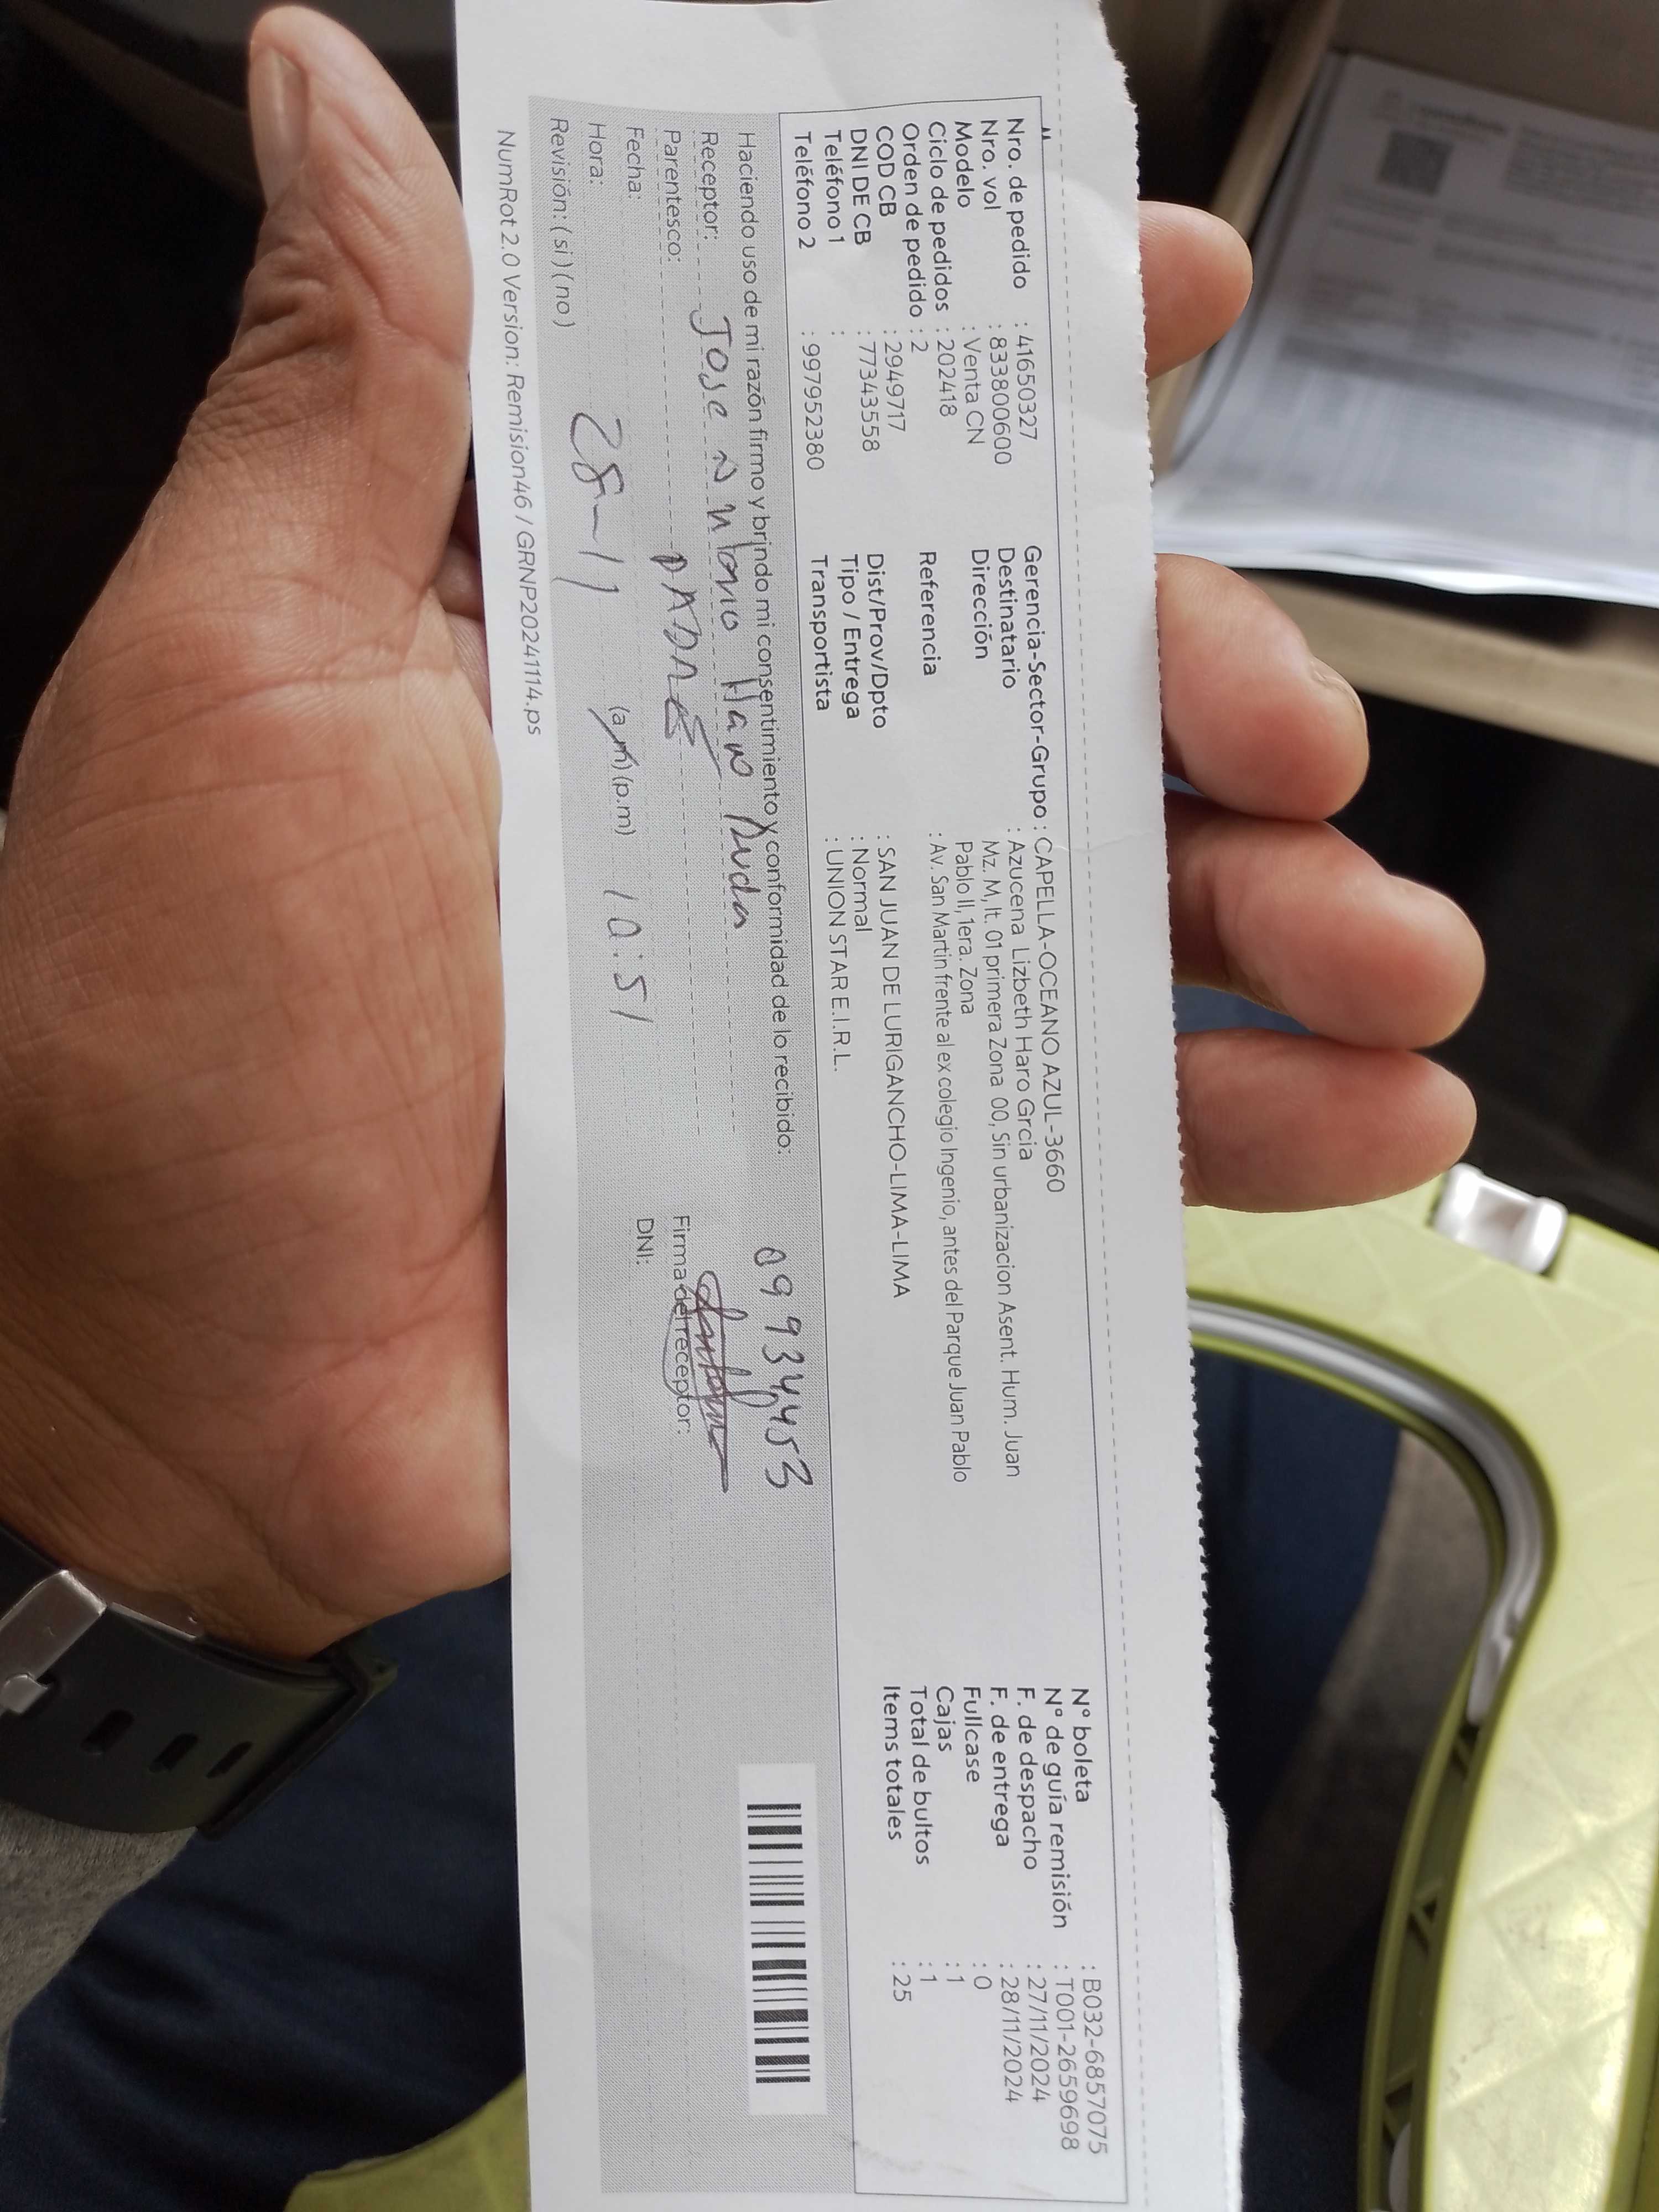 Nro. de pedido : 41650327
Nro. vol : 833800600
Modelo : Venta CN
Ciclo de pedidos : 202418
Orden de pedido : 2
COD CB : 2949717
DNI DE CB : 77343558
Teléfono 1 :
Teléfono 2 : 997952380
Gerencia-Sector-Grupo : CAPELLA-OCEANO AZUL-3660
Destinatario : Azucena Lizbeth Haro Grcia
Dirección Mz. M, lt. 01 primera Zona 00, Sin urbanizacion Asent. Hum. Juan
Pablo II, 1era. Zona
Referencia : Av. San Martin frente al ex colegio Ingenio, antes del Parque Juan Pablo
Dist/Prov/Dpto : SAN JUAN DE LURIGANCHO-LIMA-LIMA
Tipo / Entrega : Normal
Transportista : UNION STAR E.I.R.L.
N° boleta : B032-6857075
N° de guía remisión : T001-2659698
F. de despacho : 27/11/2024
F. de entrega : 28/11/2024
Fullcase : 0
Cajas : 1
Total de bultos : 1
Items totales : 25
Haciendo uso de mi razón firmo y brindo mi consentimiento y conformidad de lo recibido:
Receptor: Jose Antonio Haro
Parentesco: PADRE
Fecha: 28-11
Hora: (a.m) (p.m) 10:51
Revisión: (si) (no)
09934453
Firma del receptor:
DNI:
NumRot 2.0 Version: Remision46 / GRNP20241114.ps